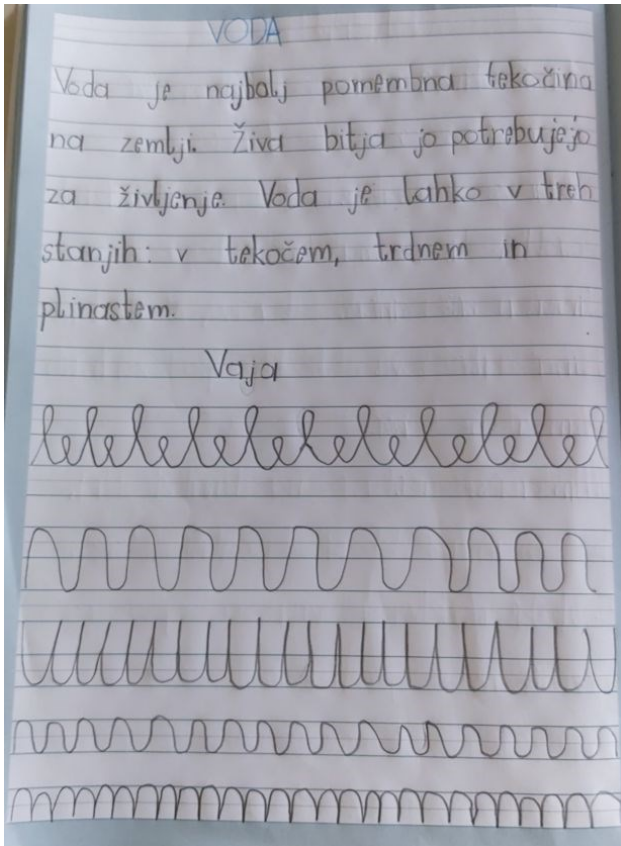 VODA
Voda je najbolj pomembna tekočina
na zemlji. Živa bitja jo potrebujejo
za življenje. Voda je lahko v treh
stanjih: v tekočem, trdnem in
plinastem.
Vaja